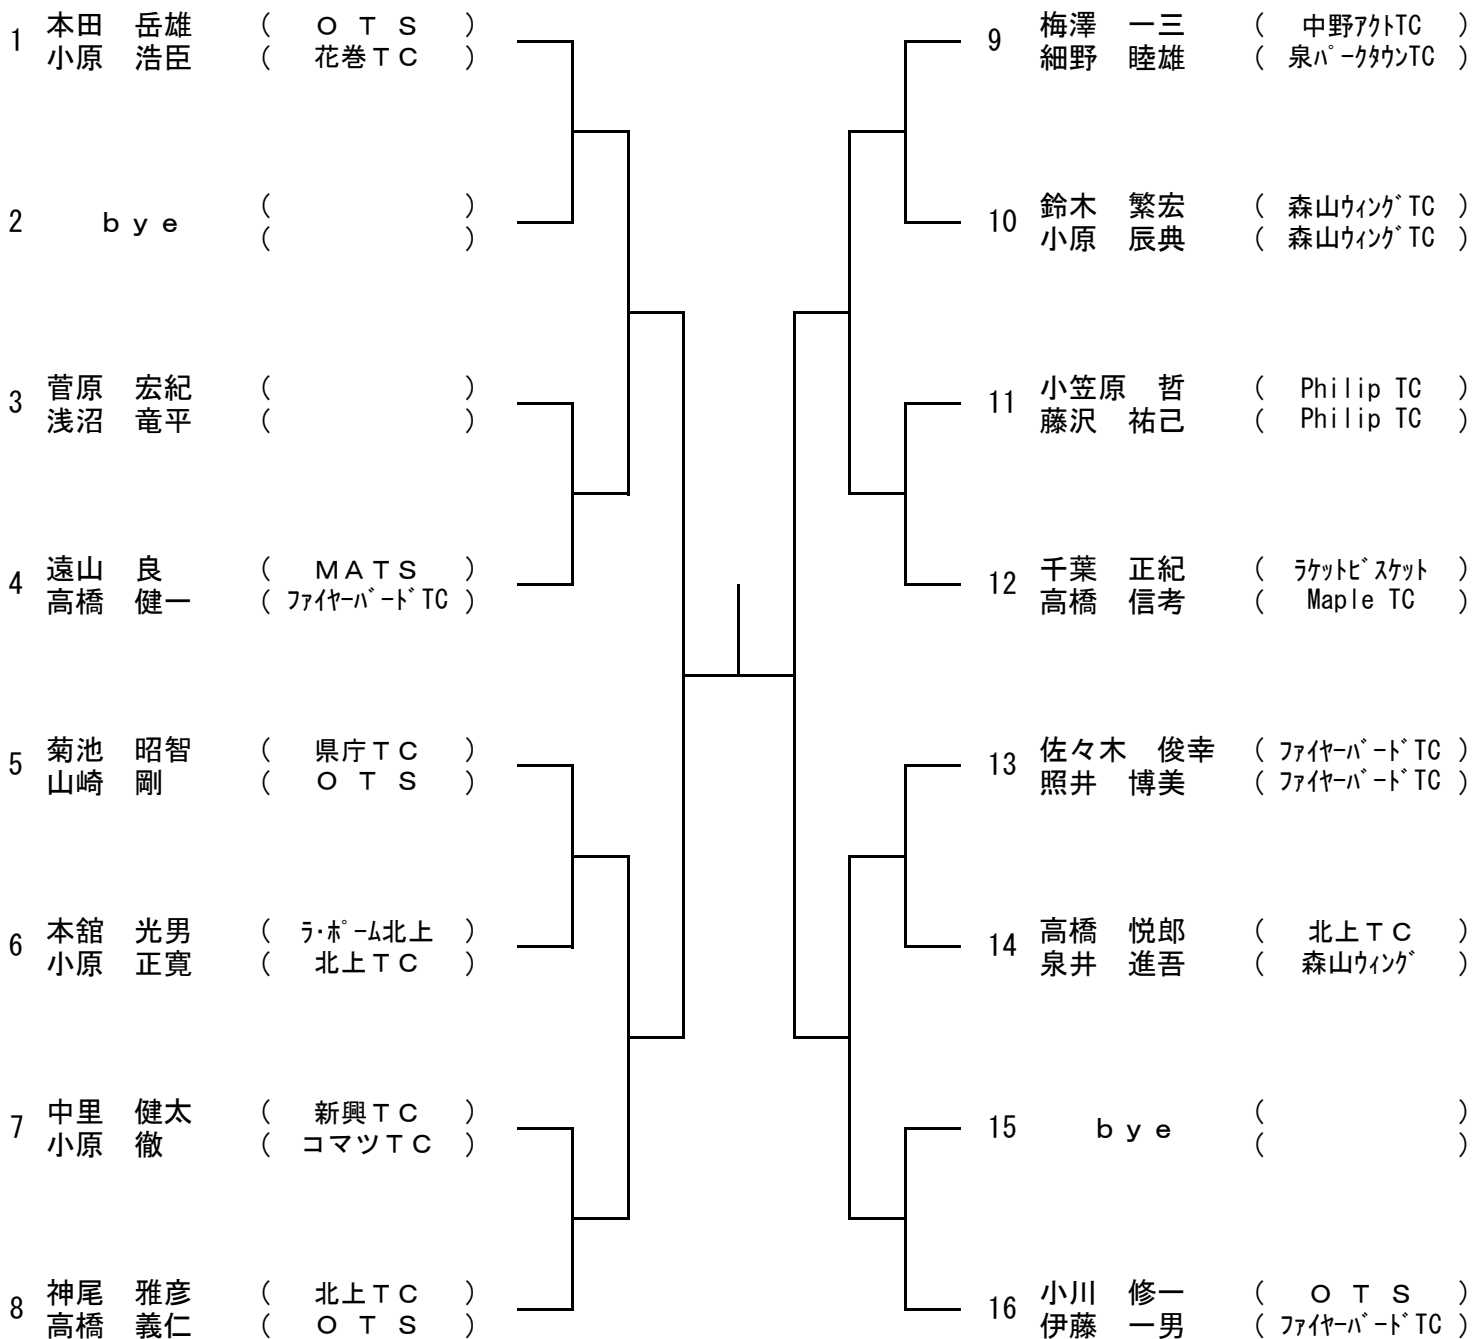 1 本田　岳雄 （ ＯＴＳ ）
小原　浩臣 （ 花巻ＴＣ ）
2 ｂｙｅ （ ）
（ ）
3 菅原　宏紀 （ ）
浅沼　竜平 （ ）
4 遠山　良 （ ＭＡＴＳ ）
高橋　健一 （ ﾌｧｲﾔｰﾊﾞｰﾄﾞTC ）
5 菊池　昭智 （ 県庁ＴＣ ）
山崎　剛 （ ＯＴＳ ）
6 本舘　光男 （ ﾗ･ﾎﾟｰﾑ北上 ）
小原　正寛 （ 北上ＴＣ ）
7 中里　健太 （ 新興ＴＣ ）
小原　徹 （ コマツＴＣ ）
8 神尾　雅彦 （ 北上ＴＣ ）
高橋　義仁 （ ＯＴＳ ）
9 梅澤　一三 （ 中野ｱｸﾄTC ）
細野　睦雄 （ 泉ﾊﾟｰｸﾀｳﾝTC ）
10 鈴木　繁宏 （ 森山ｳｨﾝｸﾞTC ）
小原　辰典 （ 森山ｳｨﾝｸﾞTC ）
11 小笠原　哲 （ Philip TC ）
藤沢　祐己 （ Philip TC ）
12 千葉　正紀 （ ﾗｹｯﾄﾋﾞｽｹｯﾄ ）
高橋　信考 （ Maple TC ）
13 佐々木　俊幸 （ ﾌｧｲﾔｰﾊﾞｰﾄﾞTC ）
照井　博美 （ ﾌｧｲﾔｰﾊﾞｰﾄﾞTC ）
14 高橋　悦郎 （ 北上ＴＣ ）
泉井　進吾 （ 森山ｳｨﾝｸﾞ ）
15 ｂｙｅ （ ）
（ ）
16 小川　修一 （ ＯＴＳ ）
伊藤　一男 （ ﾌｧｲﾔｰﾊﾞｰﾄﾞTC ）